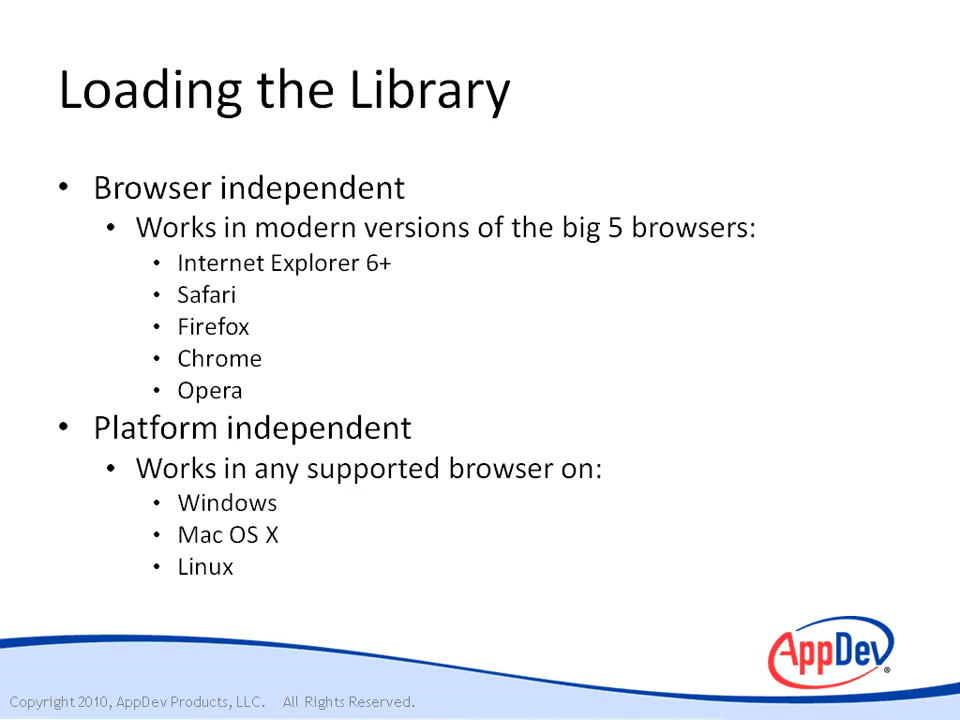 Loading the Library
• Browser independent
• Works in modern versions of the big 5 browsers:
• Internet Explorer 6+
• Safari
• Firefox
• Chrome
• Opera
• Platform independent
• Works in any supported browser on:
• Windows
• Mac OS X
• Linux
AppDev®
Copyright 2010, AppDev Products, LLC. All Rights Reserved.